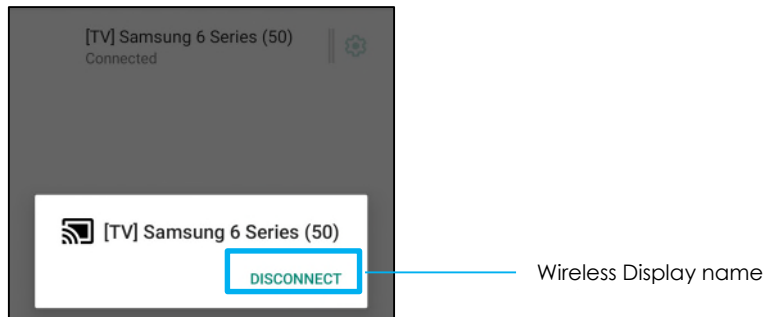 [TV] Samsung 6 Series (50)
Connected
[TV] Samsung 6 Series (50)
DISCONNECT
Wireless Display name